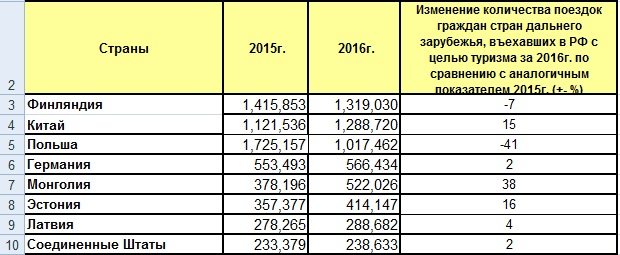 2
Страны
2015г.
2016г.
Изменение количества поездок
граждан стран дальнего
зарубежья, въехавших в РФ с
целью туризма за 2016г. по
сравнению с аналогичным
показателем 2015г. (+- %)
3 Финляндия 1,415,853 1,319,030 -7
4 Китай 1,121,536 1,288,720 15
5 Польша 1,725,157 1,017,462 -41
6 Германия 553,493 566,434 2
7 Монголия 378,196 522,026 38
8 Эстония 357,377 414,147 16
9 Латвия 278,265 288,682 4
10 Соединенные Штаты 233,379 238,633 2